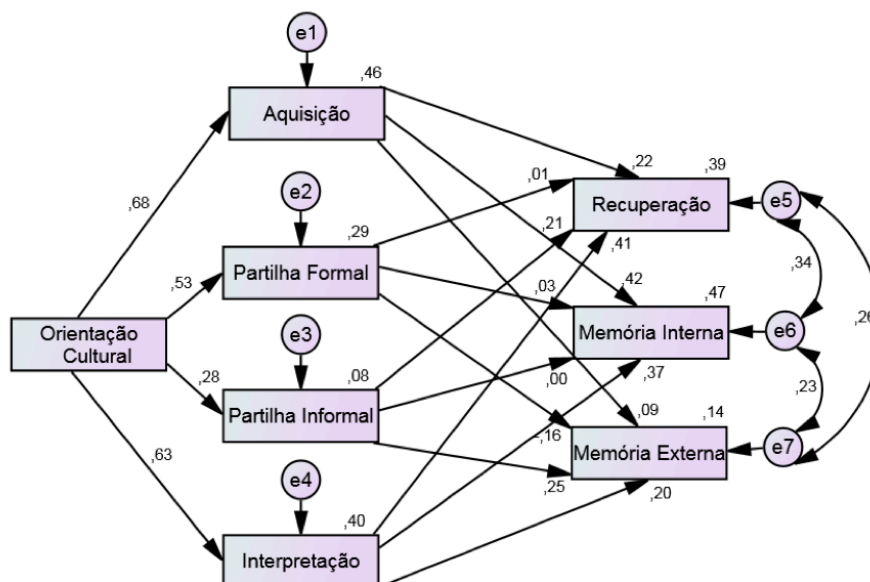 e1
,46
Aquisição
,68
e2
,29
Partilha Formal
,53
Orientação
Cultural
e3
,28
,08
Partilha Informal
,63
e4
,40
Interpretação
,01
,22
,39
Recuperação
e5
,21
,41
,34
,03
,42
,47
Memória Interna
e6
,26
,00
,37
,23
-,16
,09
,14
Memória Externa
e7
,25
,20